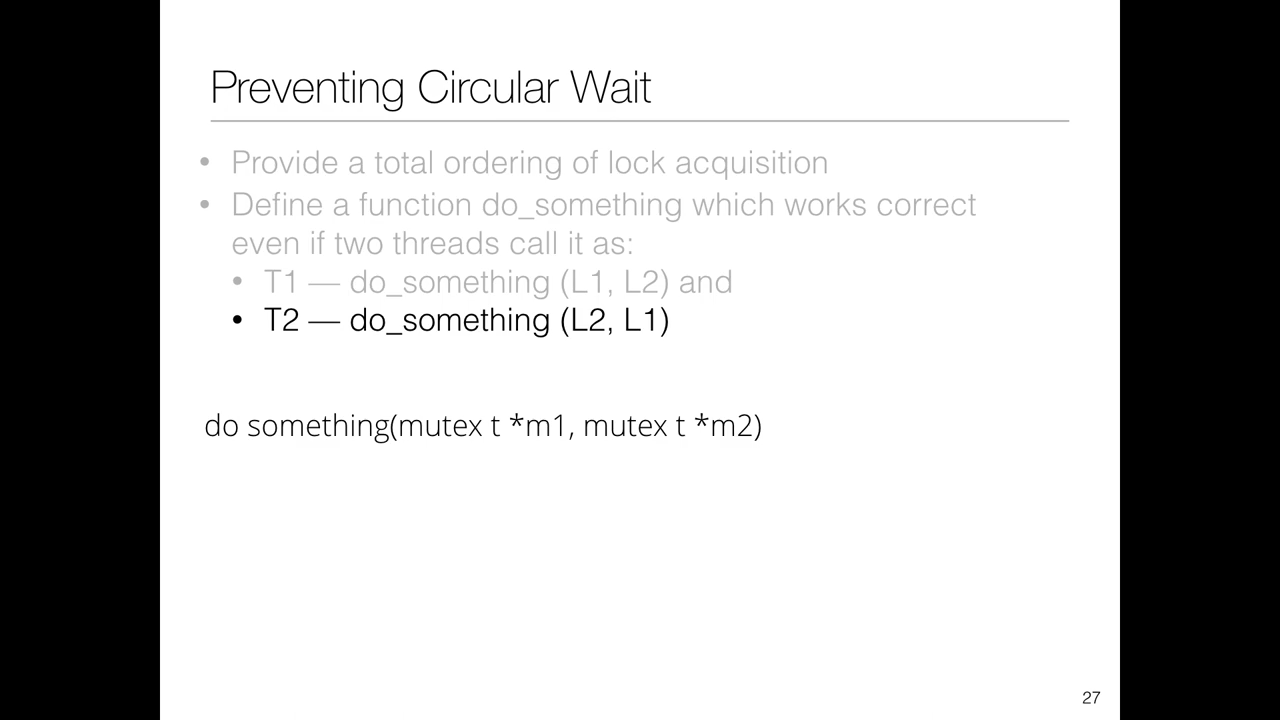 Preventing Circular Wait
• Provide a total ordering of lock acquisition
• Define a function do_something which works correct
even if two threads call it as:
• T1 — do_something (L1, L2) and
• T2 — do_something (L2, L1)
do something(mutex t *m1, mutex t *m2)
27